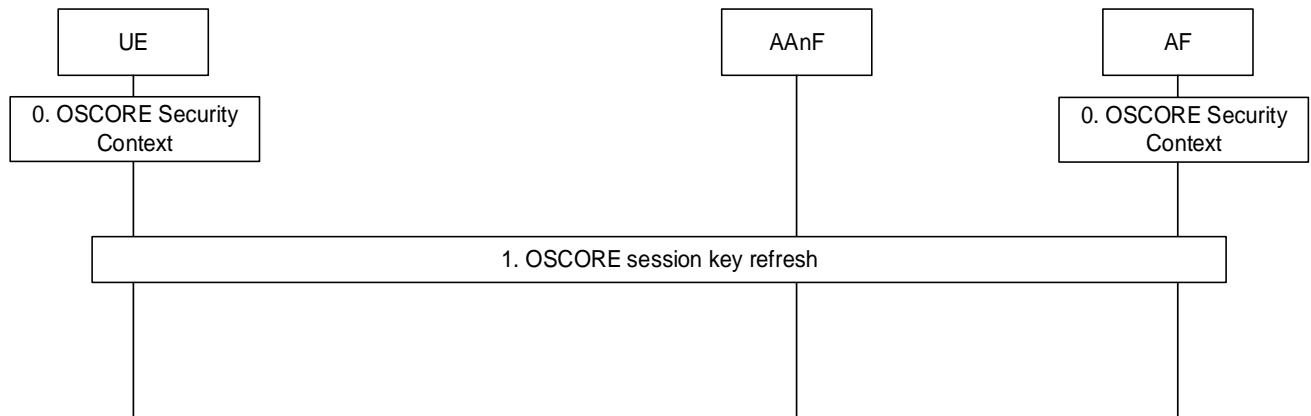 UE
AAnF
AF
0. OSCORE Security
Context
0. OSCORE Security
Context
1. OSCORE session key refresh